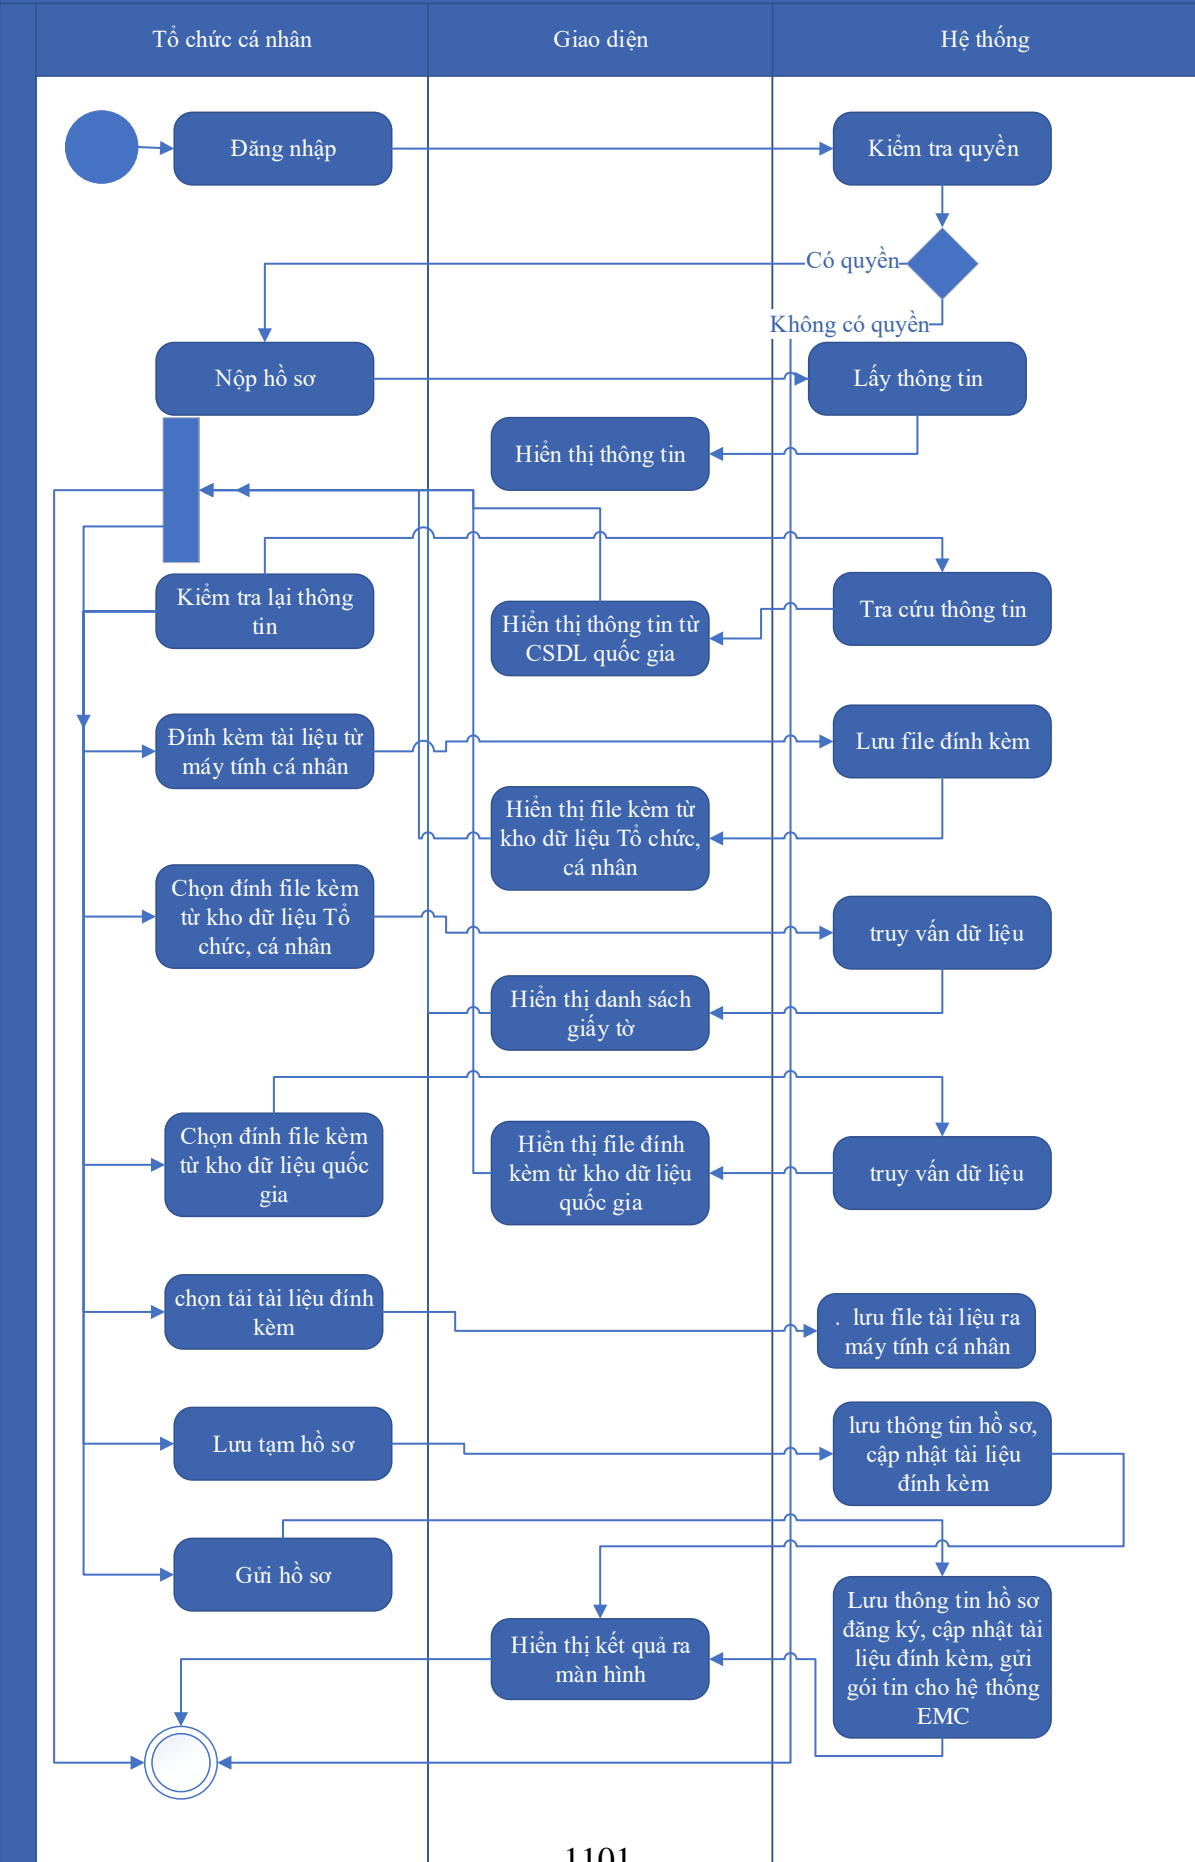 Tổ chức cá nhân
Giao diện
Hệ thống
Đăng nhập
Kiểm tra quyền
Có quyền
Không có quyền
Nộp hồ sơ
Lấy thông tin
Hiển thị thông tin
Kiểm tra lại thông
tin
Hiển thị thông tin từ
CSDL quốc gia
Tra cứu thông tin
Đính kèm tài liệu từ
máy tính cá nhân
Lưu file đính kèm
Hiển thị file kèm từ
kho dữ liệu Tổ chức,
cá nhân
Chọn đính file kèm
từ kho dữ liệu Tổ
chức, cá nhân
truy vấn dữ liệu
Hiển thị danh sách
giấy tờ
Chọn đính file kèm
từ kho dữ liệu quốc
gia
Hiển thị file đính
kèm từ kho dữ liệu
quốc gia
truy vấn dữ liệu
chọn tải tài liệu đính
kèm
. lưu file tài liệu ra
máy tính cá nhân
Lưu tạm hồ sơ
lưu thông tin hồ sơ,
cập nhật tài liệu
đính kèm
Gửi hồ sơ
Hiển thị kết quả ra
màn hình
Lưu thông tin hồ sơ
đăng ký, cập nhật tài
liệu đính kèm, gửi
gói tin cho hệ thống
EMC
1101